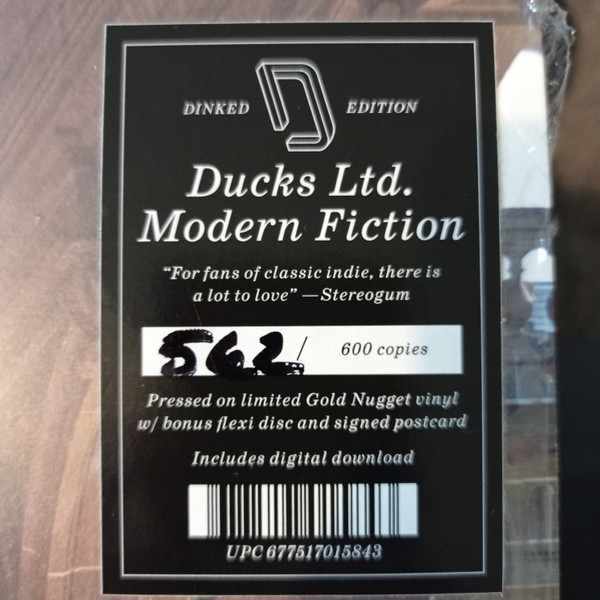 DINKED EDITION
Ducks Ltd.
Modern Fiction
“For fans of classic indie, there is
a lot to love” —Stereogum
562/ 600 copies
Pressed on limited Gold Nugget vinyl
w/ bonus flexi disc and signed postcard
Includes digital download
UPC 677517015843